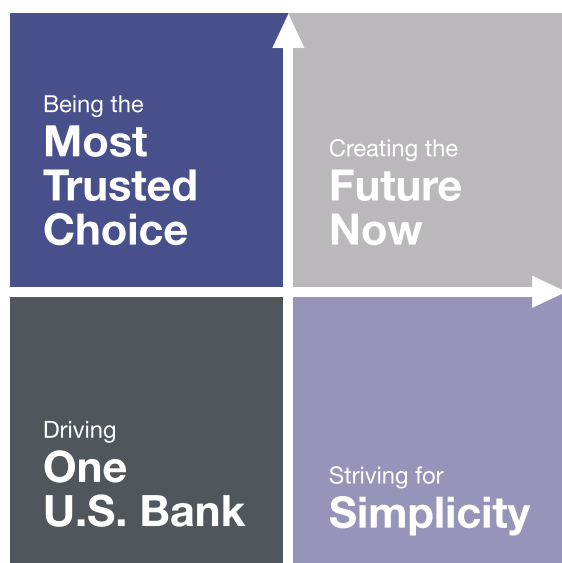 Being the
Most
Trusted
Choice
Creating the
Future
Now
Driving
One
U.S. Bank
Striving for
Simplicity